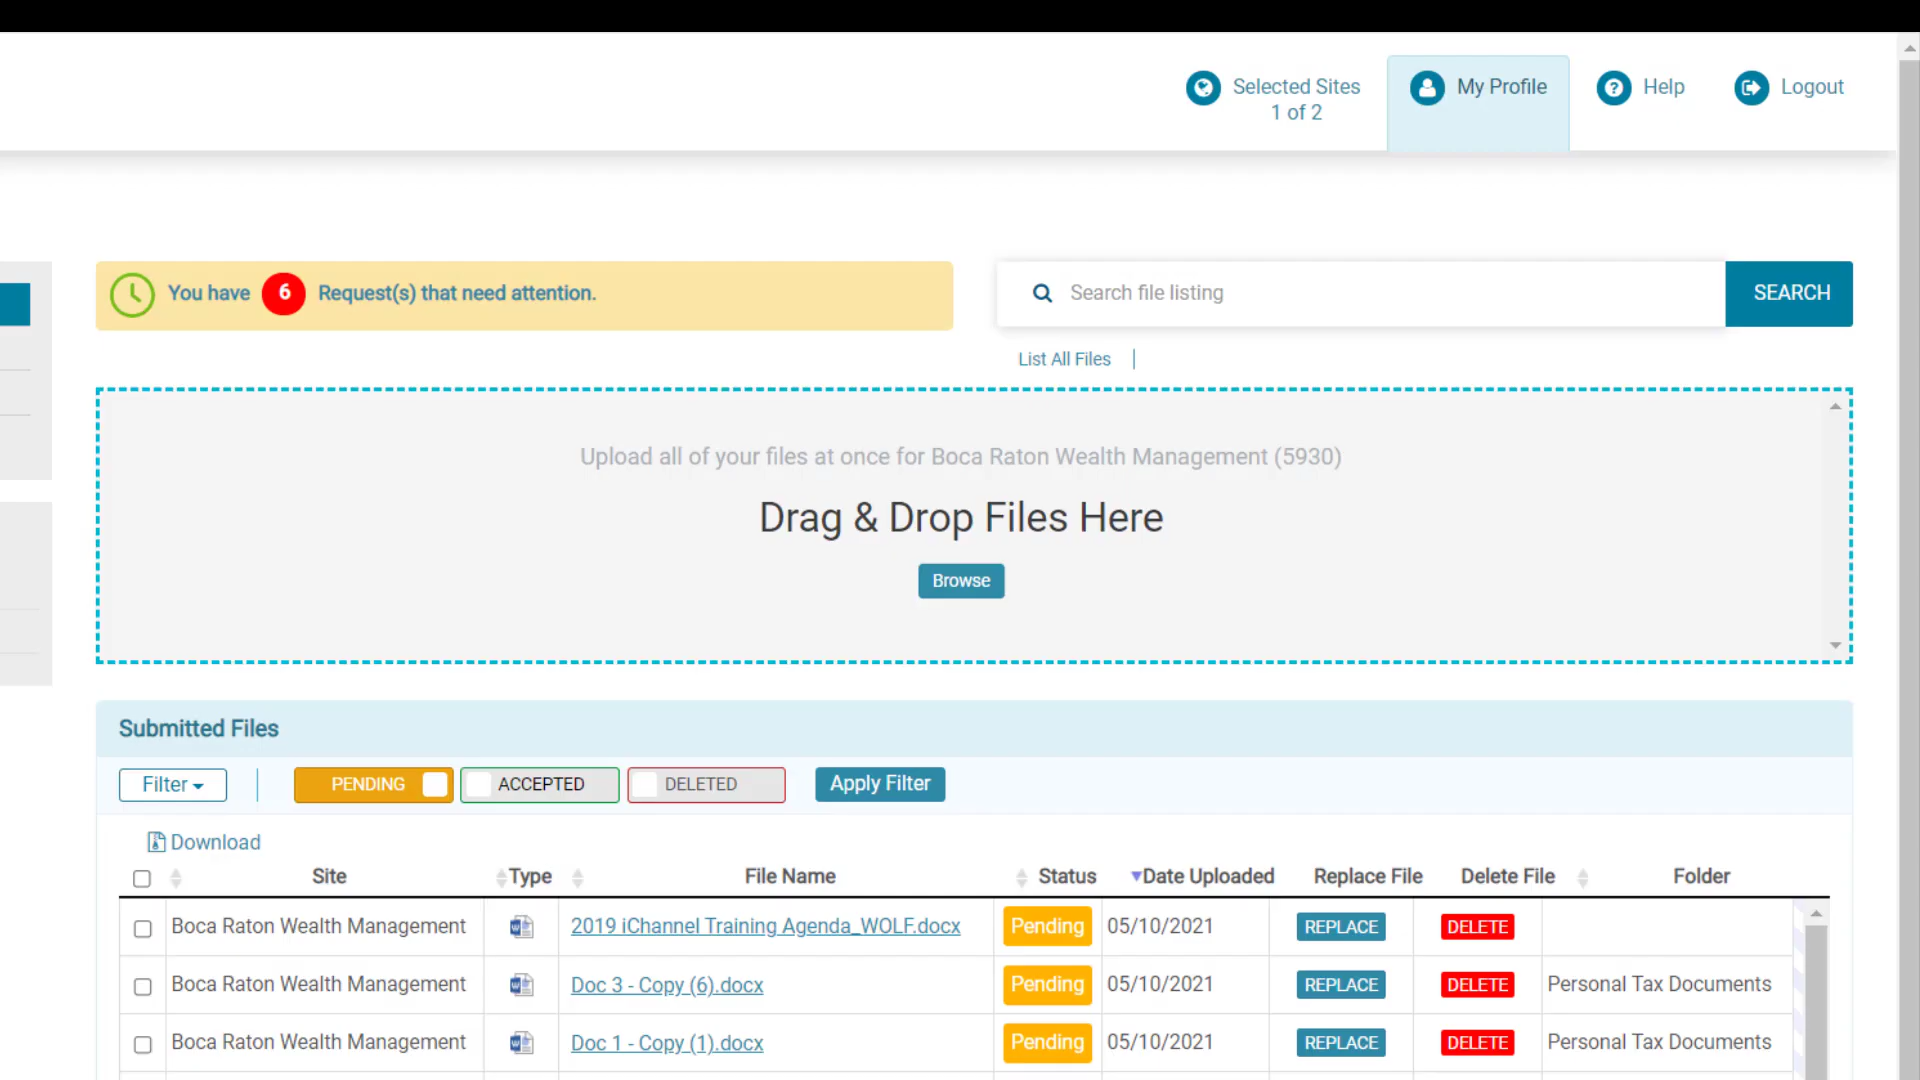 Selected Sites
1 of 2
My Profile
Help
Logout
You have 6 Request(s) that need attention.
Search file listing
SEARCH
List All Files
Upload all of your files at once for Boca Raton Wealth Management (5930)
Drag & Drop Files Here
Browse
Submitted Files
Filter
PENDING
ACCEPTED
DELETED
Apply Filter
Download
Site Type File Name Status Date Uploaded Replace File Delete File Folder
Boca Raton Wealth Management 2019 iChannel Training Agenda_WOLF.docx Pending 05/10/2021 REPLACE DELETE
Boca Raton Wealth Management Doc 3 - Copy (6).docx Pending 05/10/2021 REPLACE DELETE Personal Tax Documents
Boca Raton Wealth Management Doc 1 - Copy (1).docx Pending 05/10/2021 REPLACE DELETE Personal Tax Documents